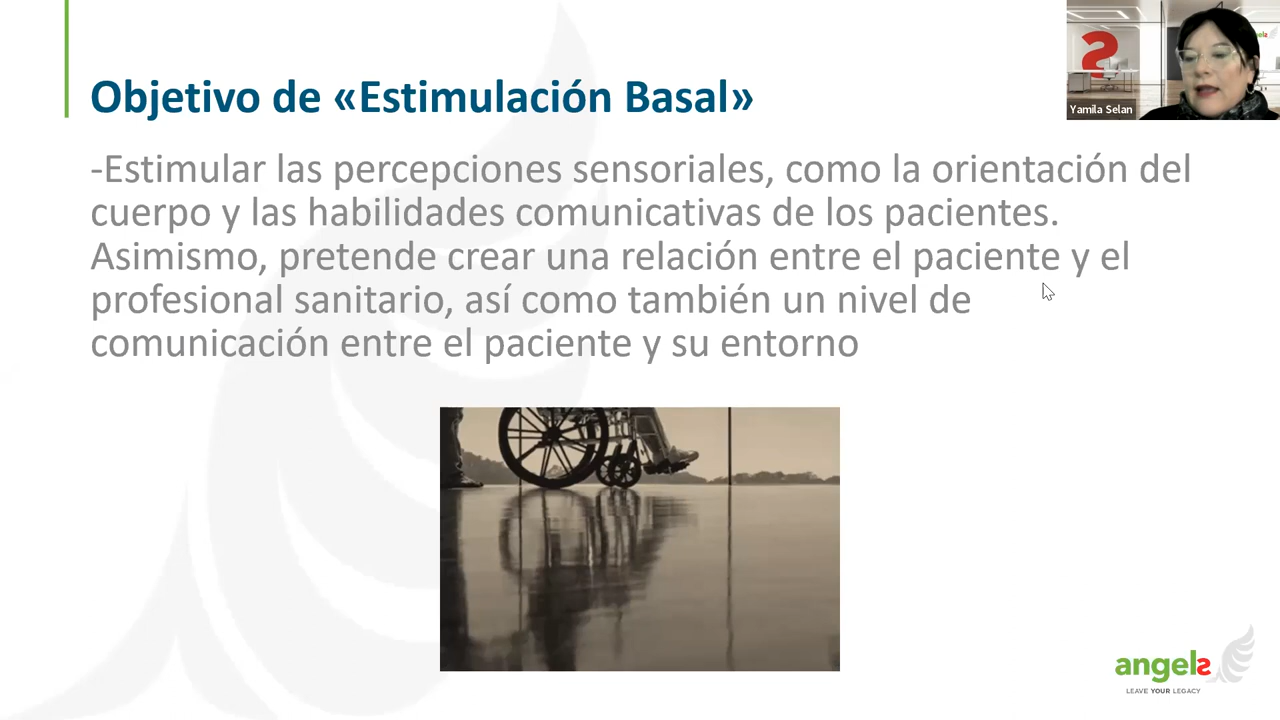 Objetivo de «Estimulación Basal»
-Estimular las percepciones sensoriales, como la orientación del
cuerpo y las habilidades comunicativas de los pacientes.
Asimismo, pretende crear una relación entre el paciente y el
profesional sanitario, así como también un nivel de
comunicación entre el paciente y su entorno
Yamila Selan
angels
LEAVE YOUR LEGACY